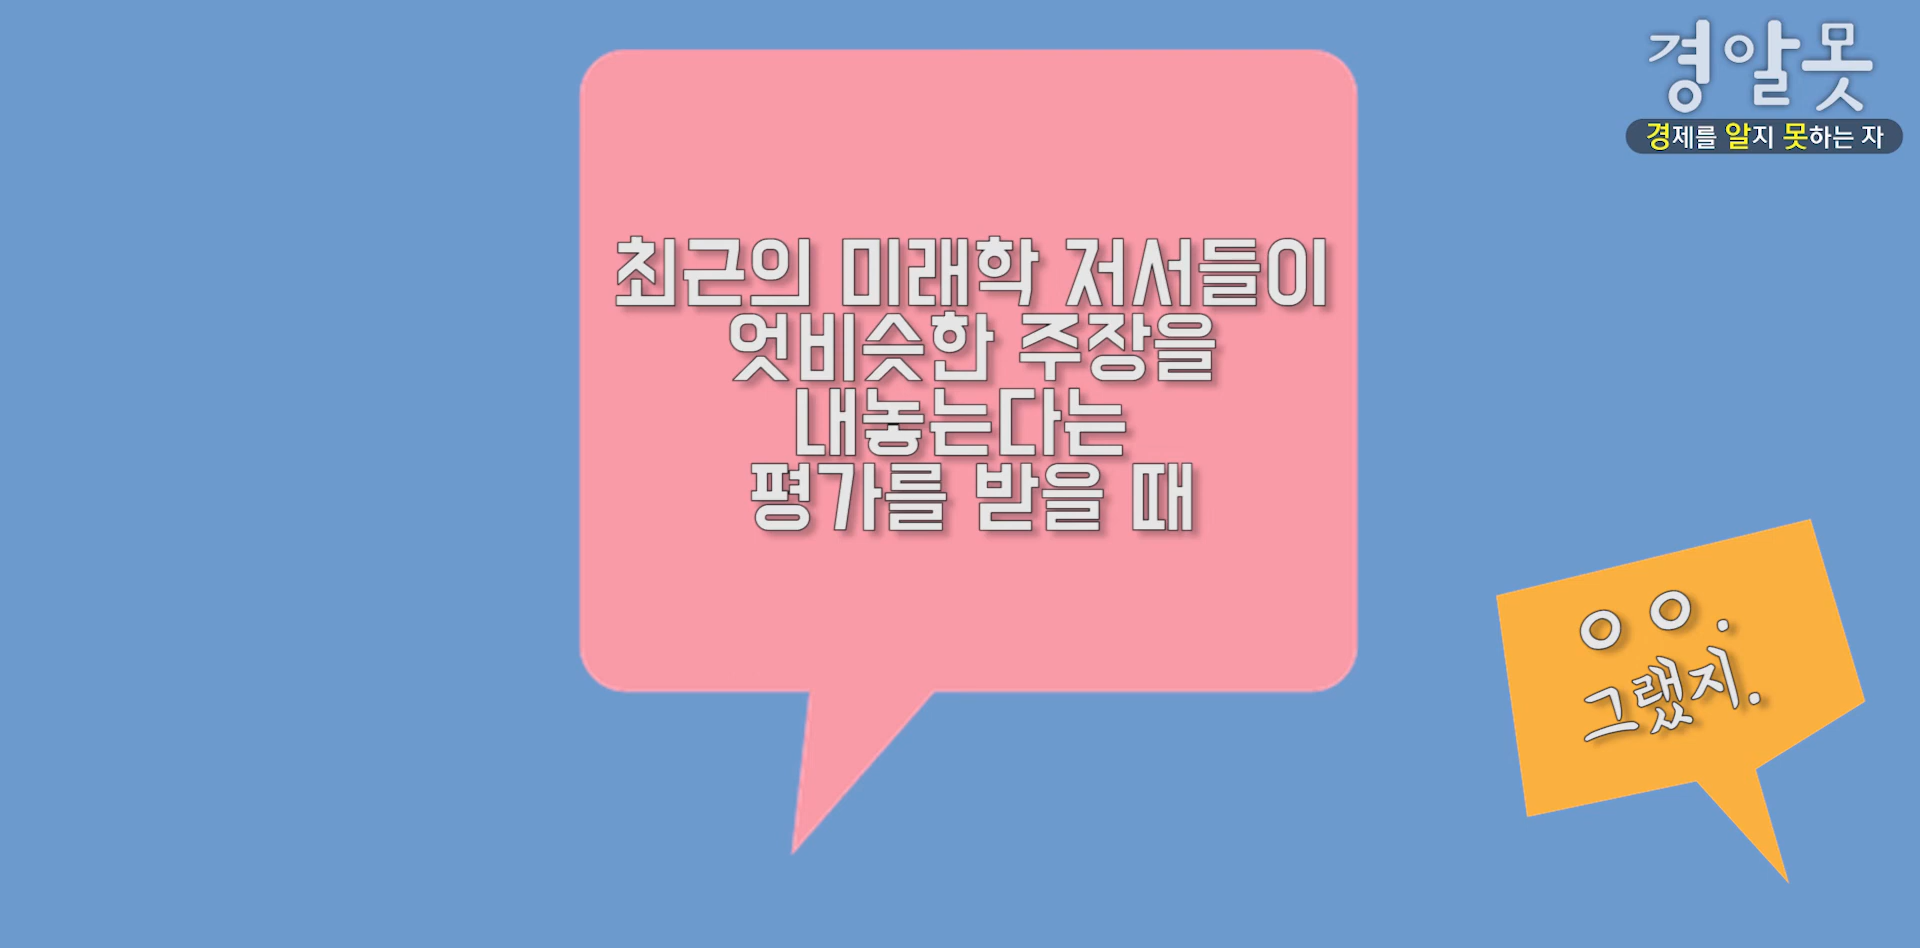 경알못
경제를 알지 못하는 자
최근의 미래학 저서들이
엇비슷한 주장을
내놓는다는
평가를 받을 때
ㅇㅇ.
그랬지.